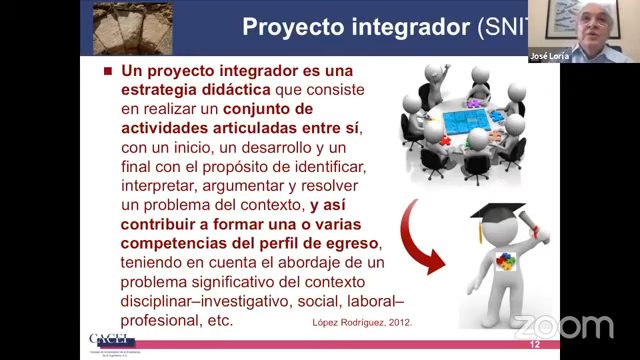 Proyecto integrador (SNIT
José Loría
Un proyecto integrador es una
estrategia didáctica que consiste
en realizar un conjunto de
actividades articuladas entre sí,
con un inicio, un desarrollo y un
final con el propósito de identificar,
interpretar, argumentar y resolver
un problema del contexto, y así
contribuir a formar una o varias
competencias del perfil de egreso,
teniendo en cuenta el abordaje de un
problema significativo del contexto
disciplinar–investigativo, social, laboral–
profesional, etc.
López Rodríguez, 2012.
CACEI
zoom
12